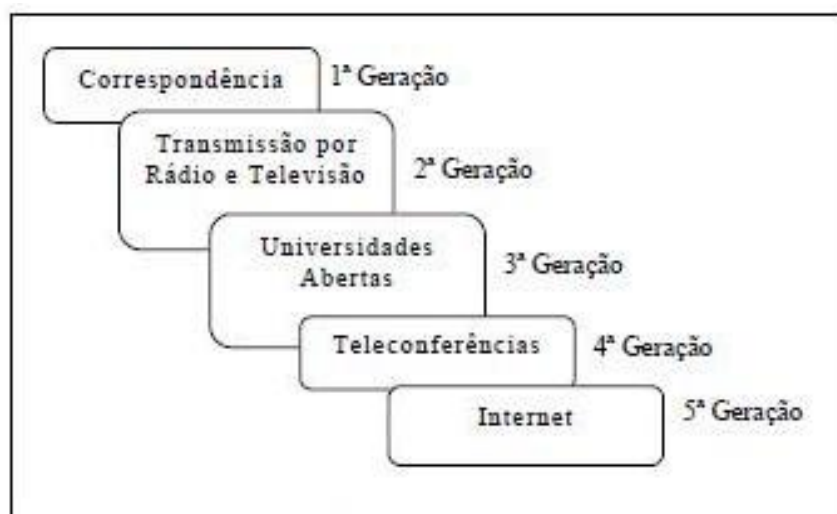 Correspondência
1ª Geração
Transmissão por
Rádio e Televisão
2ª Geração
Universidades
Abertas
3ª Geração
Teleconferências
4ª Geração
Internet
5ª Geração